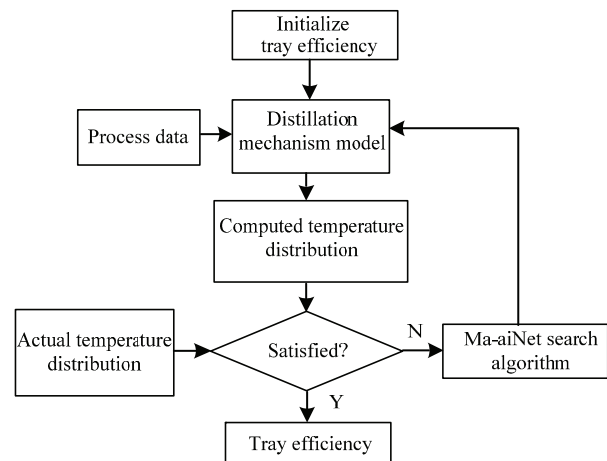 Initialize
tray efficiency
Process data
Distillation
mechanism model
Computed temperature
distribution
Actual temperature
distribution
Satisfied?
N
Ma-aiNet search
algorithm
Y
Tray efficiency